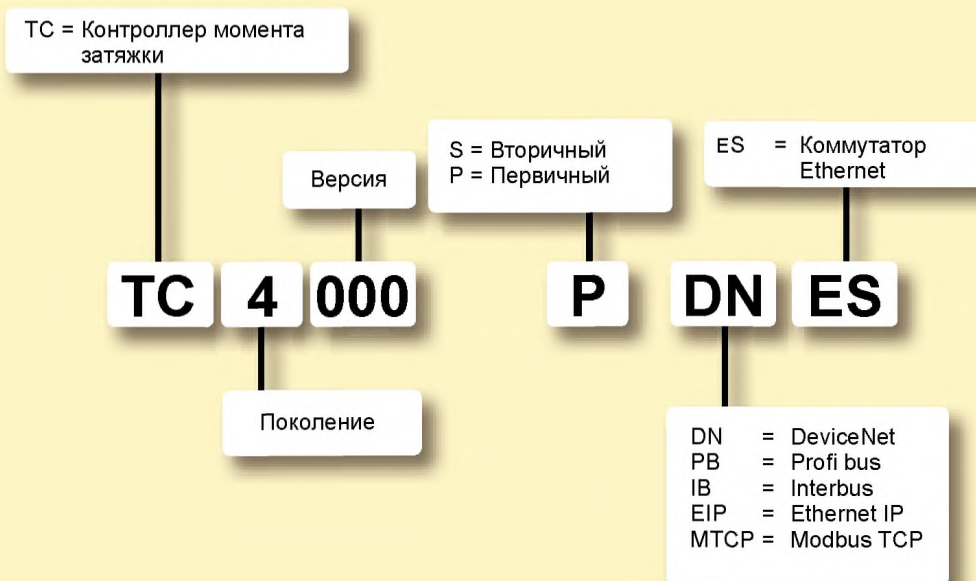 TC = Контроллер момента
затяжки
Версия
S = Вторичный
P = Первичный
ES = Коммутатор
Ethernet
TC 4 000 P DN ES
Поколение
DN = DeviceNet
PB = Profi bus
IB = Interbus
EIP = Ethernet IP
MTCP = Modbus TCP